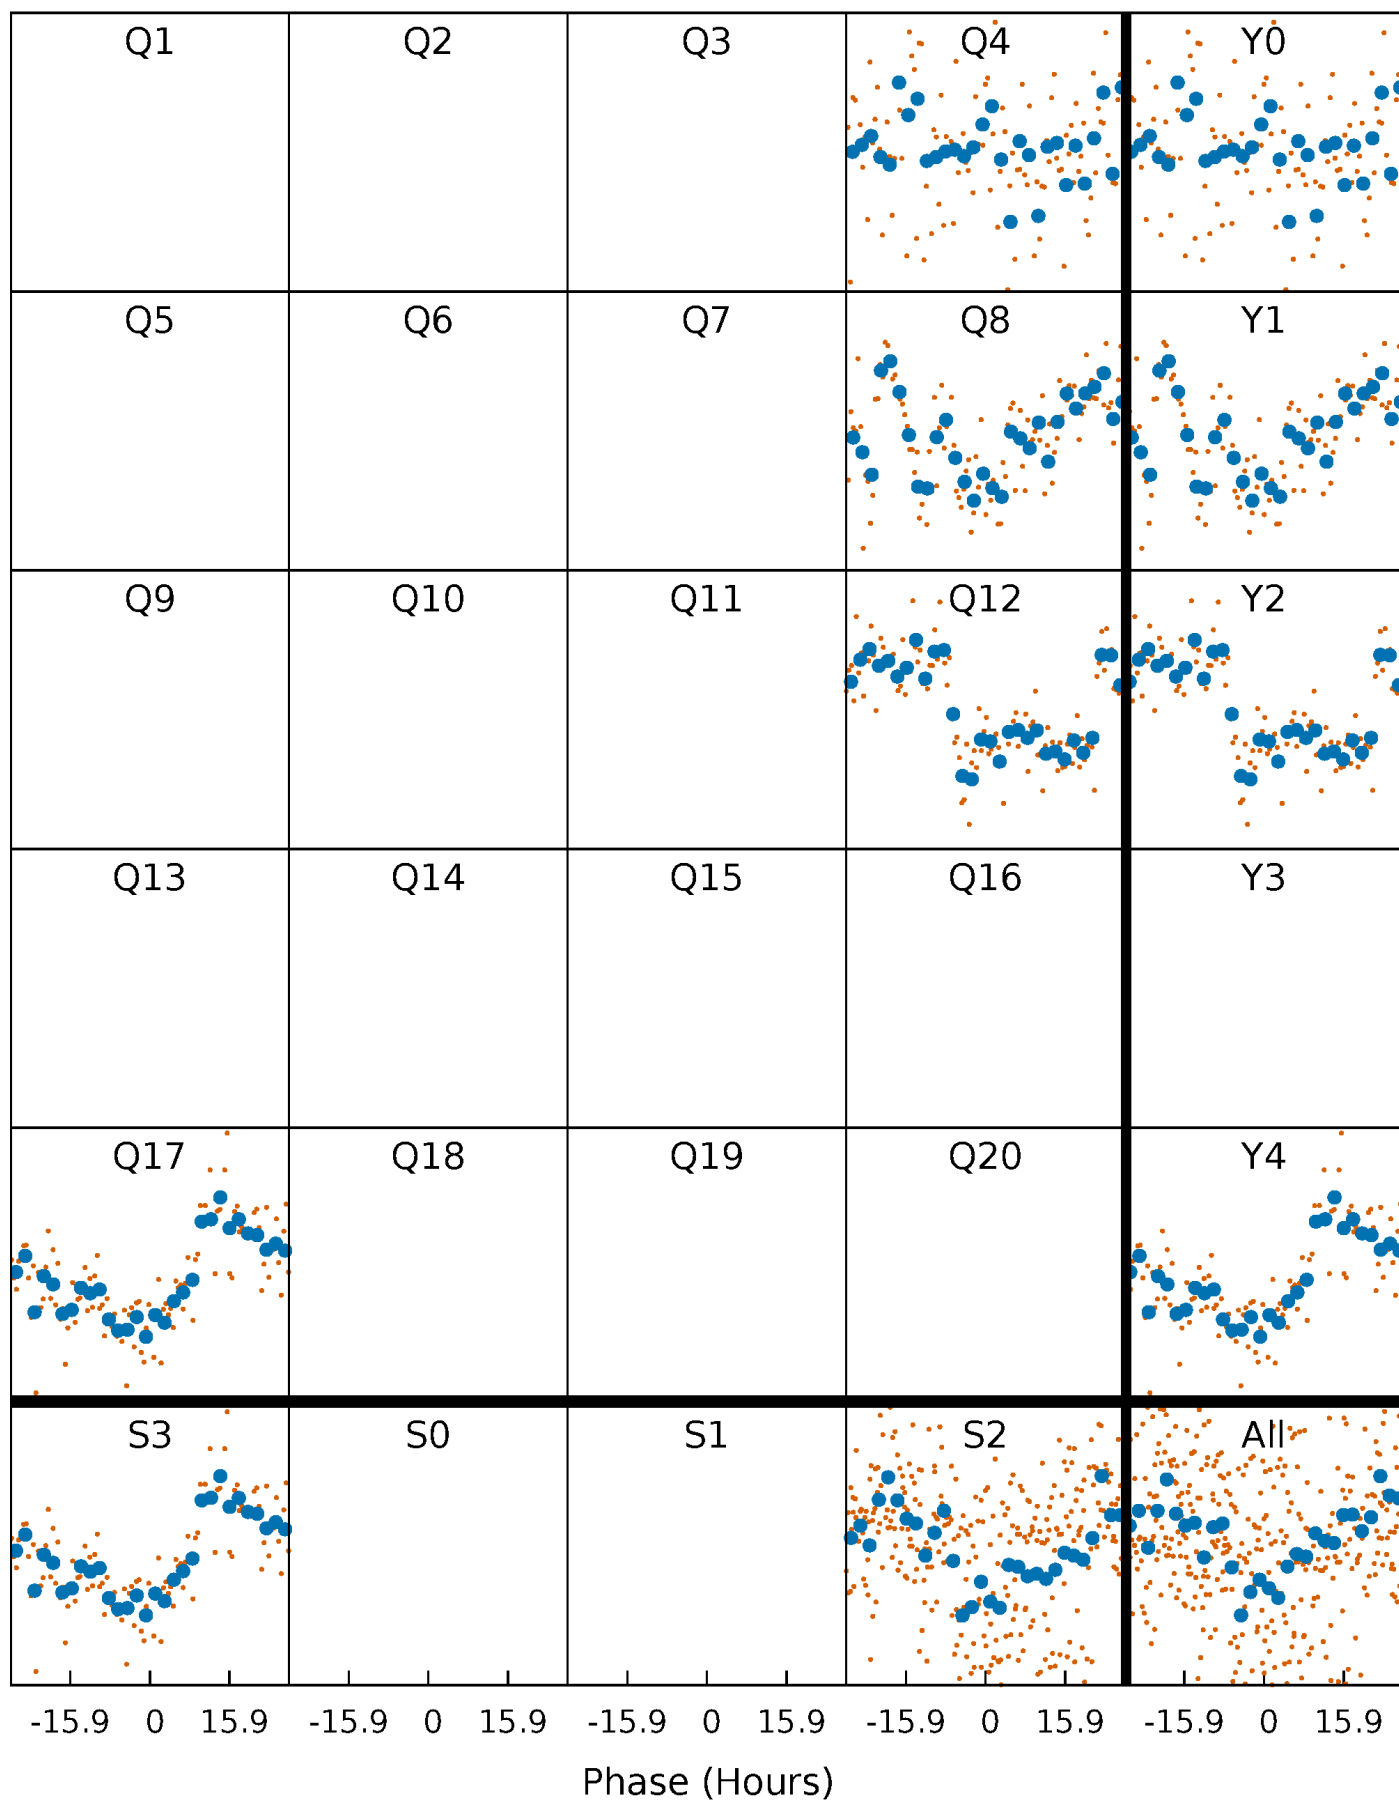 Q1 Q2 Q3 Q4 Y0
Q5 Q6 Q7 Q8 Y1
Q9 Q10 Q11 Q12 Y2
Q13 Q14 Q15 Q16 Y3
Q17 Q18 Q19 Q20 Y4
S3 S0 S1 S2 All
-15.9 0 15.9 -15.9 0 15.9 -15.9 0 15.9 -15.9 0 15.9 -15.9 0 15.9
Phase (Hours)